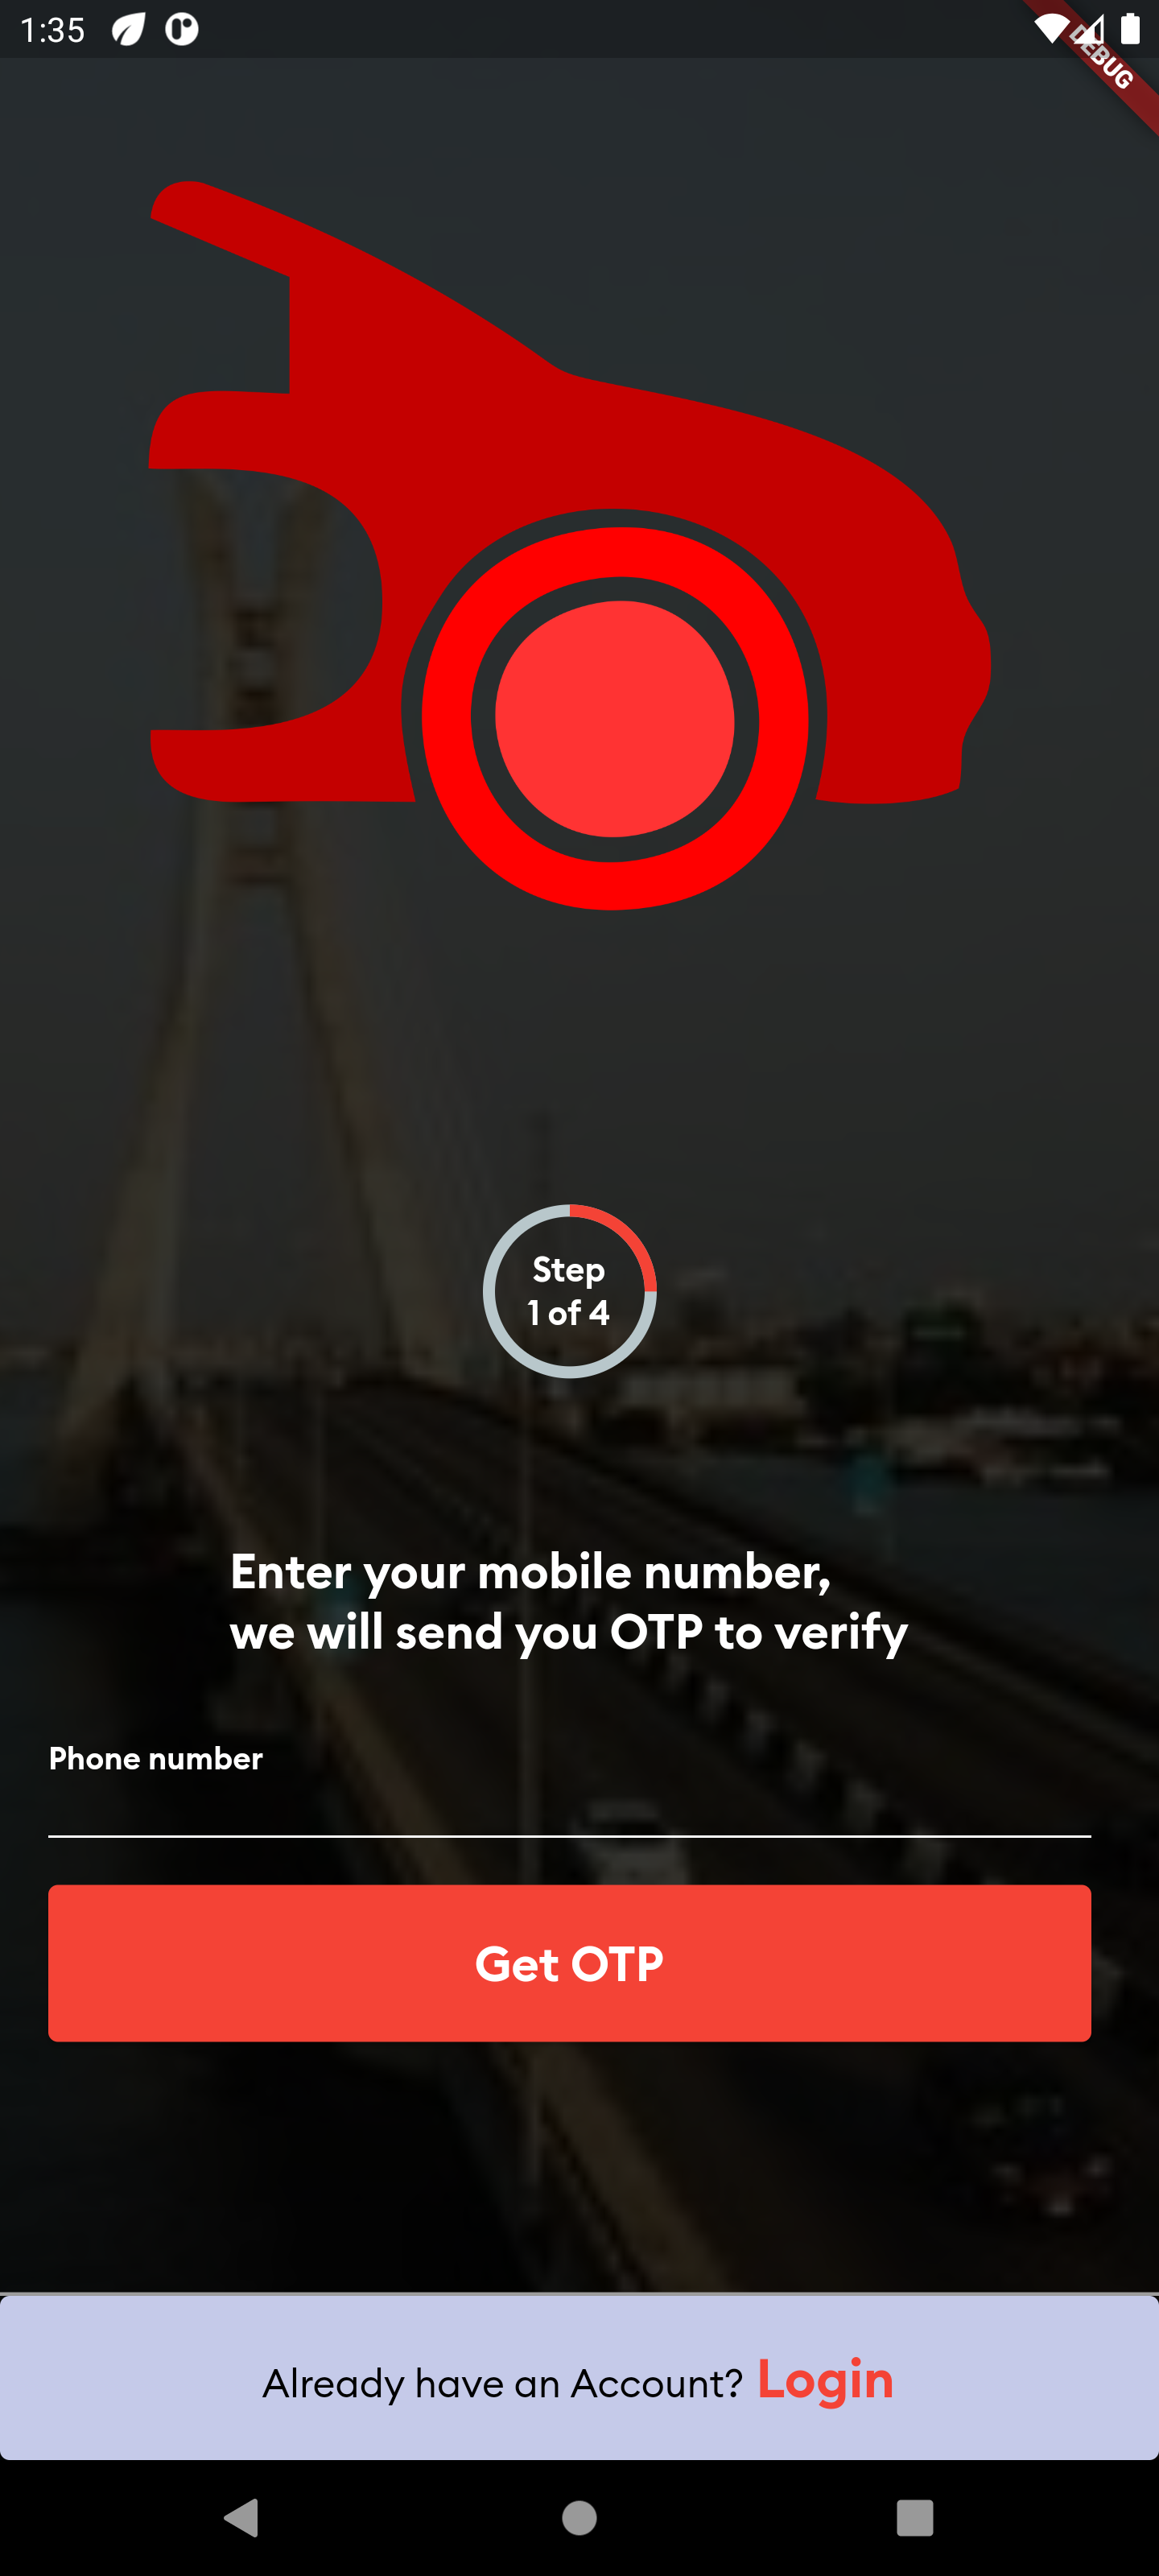 1:35
DEBUG
Step
1 of 4
Enter your mobile number,
we will send you OTP to verify
Phone number
Get OTP
Already have an Account? Login